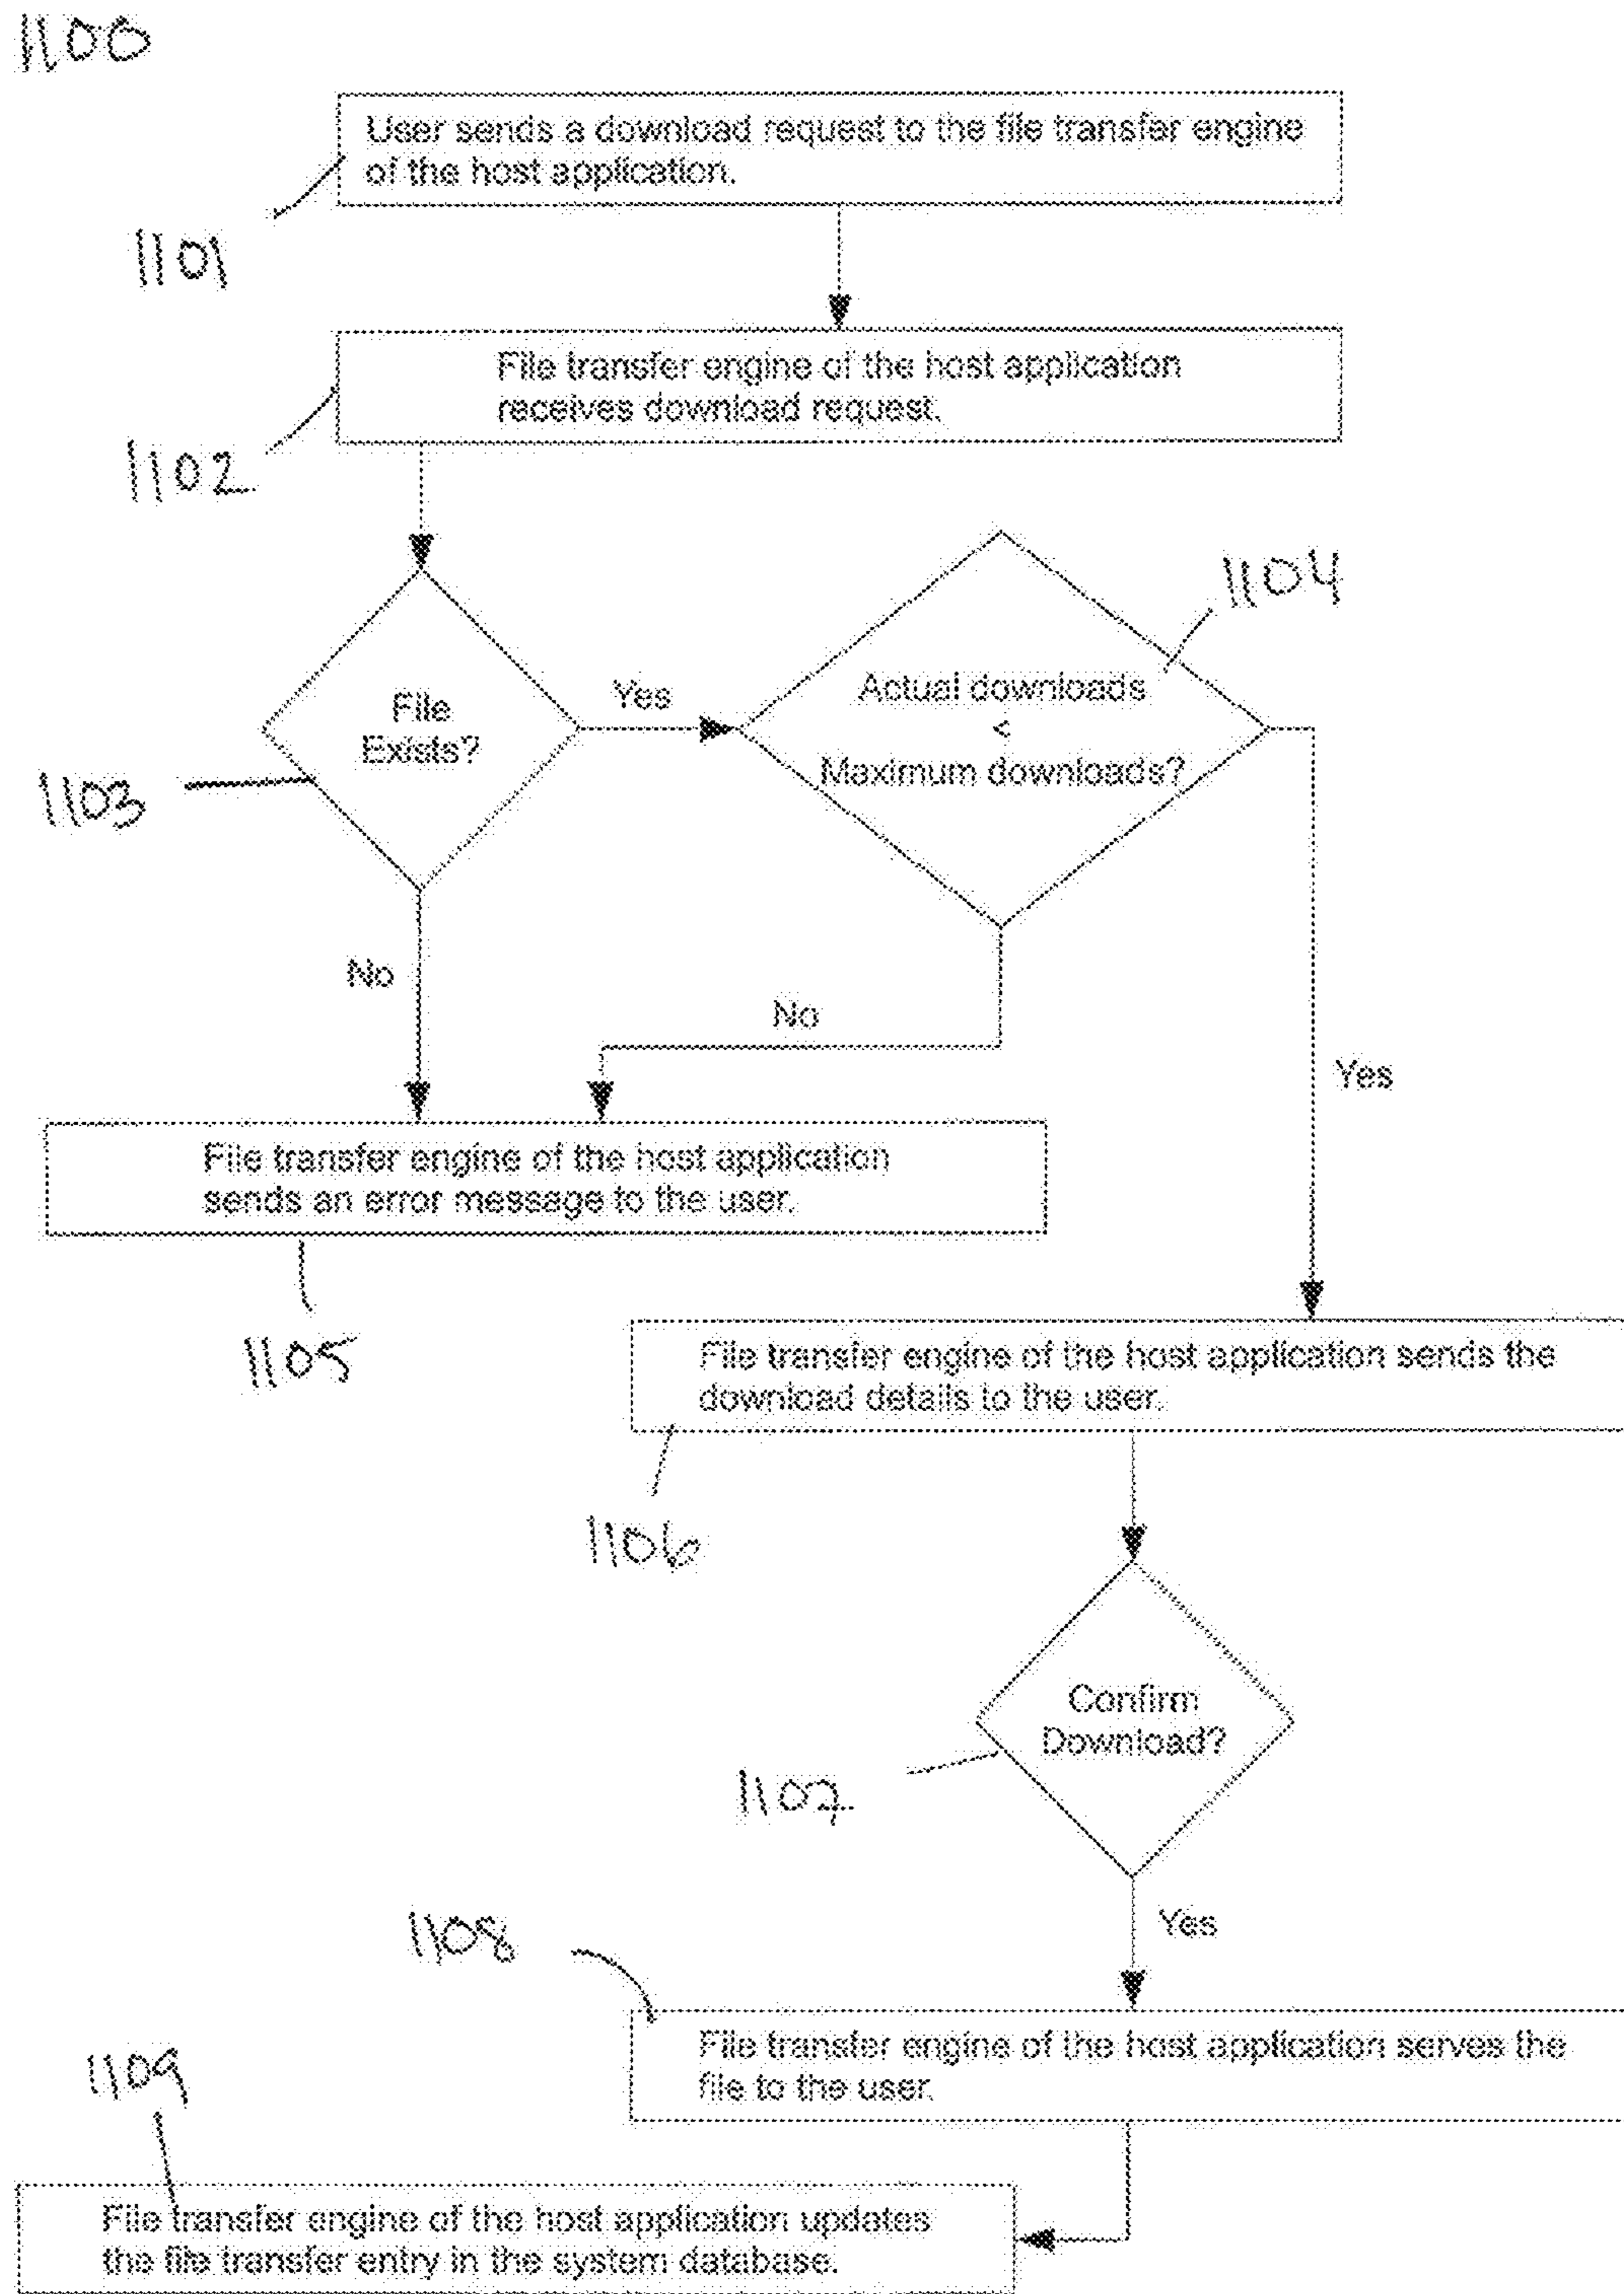 1100
User sends a download request to the file transfer engine
of the host application.
1101
File transfer engine of the host application
receives download request.
1102
1104
File
Exists?
Yes
Actual downloads
<
Maximum downloads?
1103
No
No
Yes
File transfer engine of the host application
sends an error message to the user.
1105
File transfer engine of the host application sends the
download details to the user.
1106
Confirm
Download?
1107
Yes
1108
File transfer engine of the host application serves the
file to the user.
1109
File transfer engine of the host application updates
the file transfer entry in the system database.